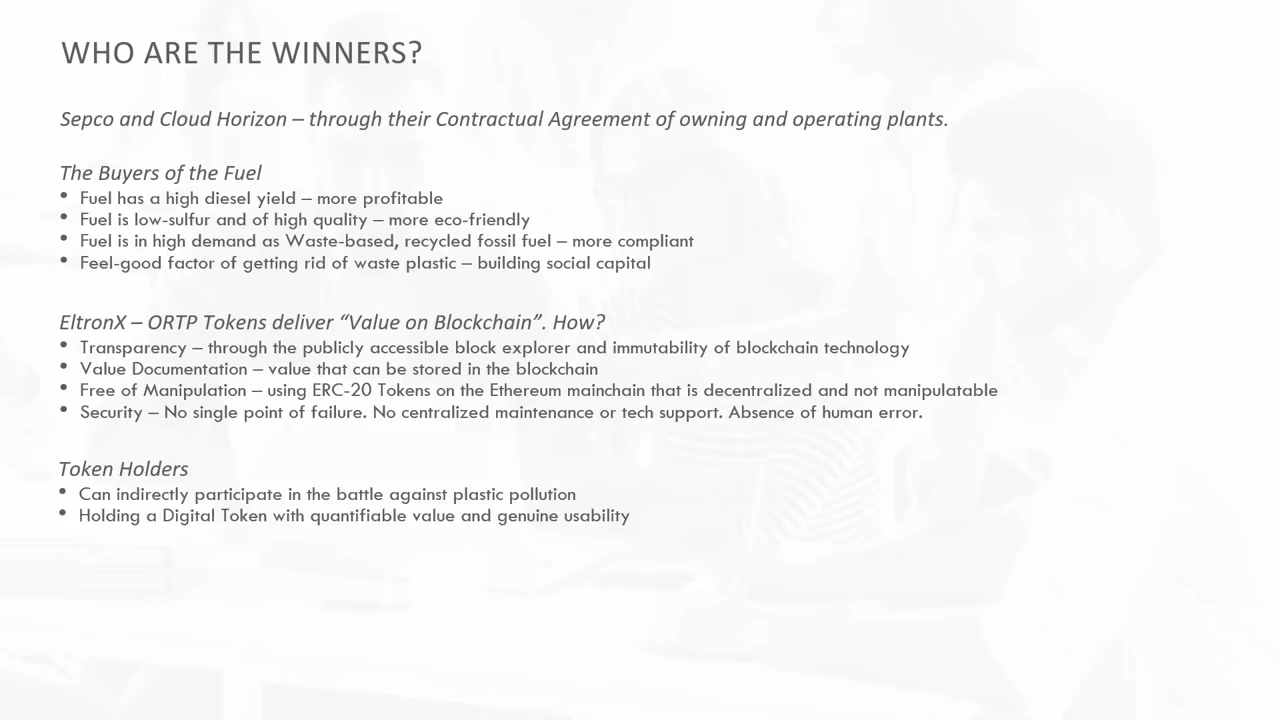 WHO ARE THE WINNERS?
Sepco and Cloud Horizon – through their Contractual Agreement of owning and operating plants.
The Buyers of the Fuel
• Fuel has a high diesel yield – more profitable
• Fuel is low-sulfur and of high quality – more eco-friendly
• Fuel is in high demand as Waste-based, recycled fossil fuel – more compliant
• Feel-good factor of getting rid of waste plastic – building social capital
EltronX – ORTP Tokens deliver “Value on Blockchain”. How?
• Transparency – through the publicly accessible block explorer and immutability of blockchain technology
• Value Documentation – value that can be stored in the blockchain
• Free of Manipulation – using ERC-20 Tokens on the Ethereum mainchain that is decentralized and not manipulatable
• Security – No single point of failure. No centralized maintenance or tech support. Absence of human error.
Token Holders
• Can indirectly participate in the battle against plastic pollution
• Holding a Digital Token with quantifiable value and genuine usability